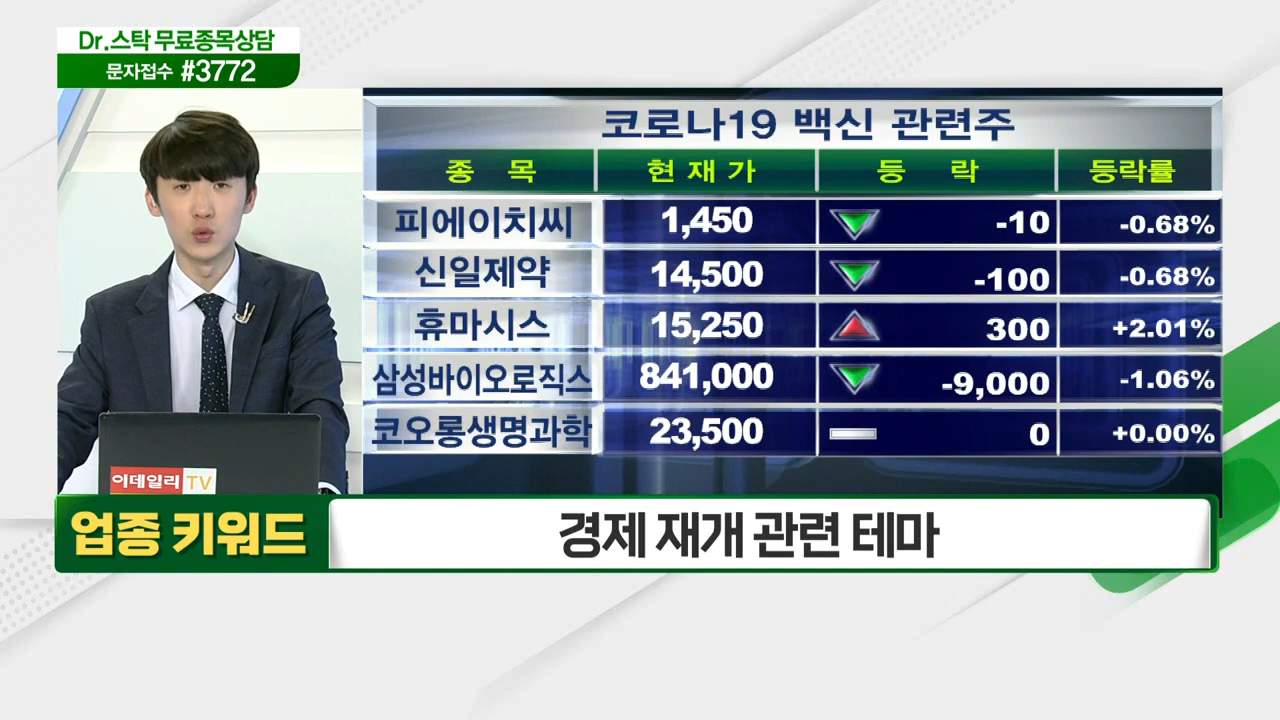 Dr.스탁 무료종목상담
문자접수 #3772
코로나19 백신 관련주
종 목 현 재 가 등 락 등락률
피에이치씨 1,450 -10 -0.68%
신일제약 14,500 -100 -0.68%
휴마시스 15,250 300 +2.01%
삼성바이오로직스 841,000 -9,000 -1.06%
코오롱생명과학 23,500 0 +0.00%
이데일리 TV
업종 키워드 경제 재개 관련 테마